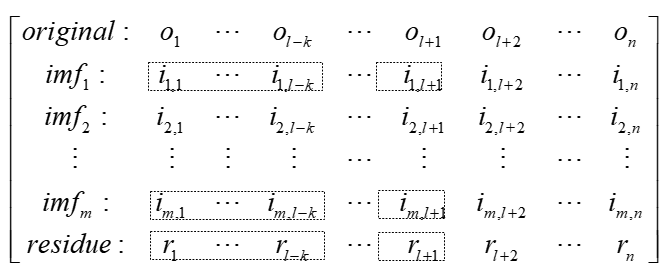 original: o₁ ⋯ oₗ₋ₖ ⋯ oₗ₊₁ oₗ₊₂ ⋯ oₙ
imf₁: i₁,₁ ⋯ i₁,ₗ₋ₖ ⋯ i₁,ₗ₊₁ i₁,ₗ₊₂ ⋯ i₁,ₙ
imf₂: i₂,₁ ⋯ i₂,ₗ₋ₖ ⋯ i₂,ₗ₊₁ i₂,ₗ₊₂ ⋯ i₂,ₙ
⋮ ⋮ ⋮ ⋮ ⋯ ⋮ ⋮ ⋯ ⋮
imfₘ: iₘ,₁ ⋯ iₘ,ₗ₋ₖ ⋯ iₘ,ₗ₊₁ iₘ,ₗ₊₂ ⋯ iₘ,ₙ
residue: r₁ ⋯ rₗ₋ₖ ⋯ rₗ₊₁ rₗ₊₂ ⋯ rₙ